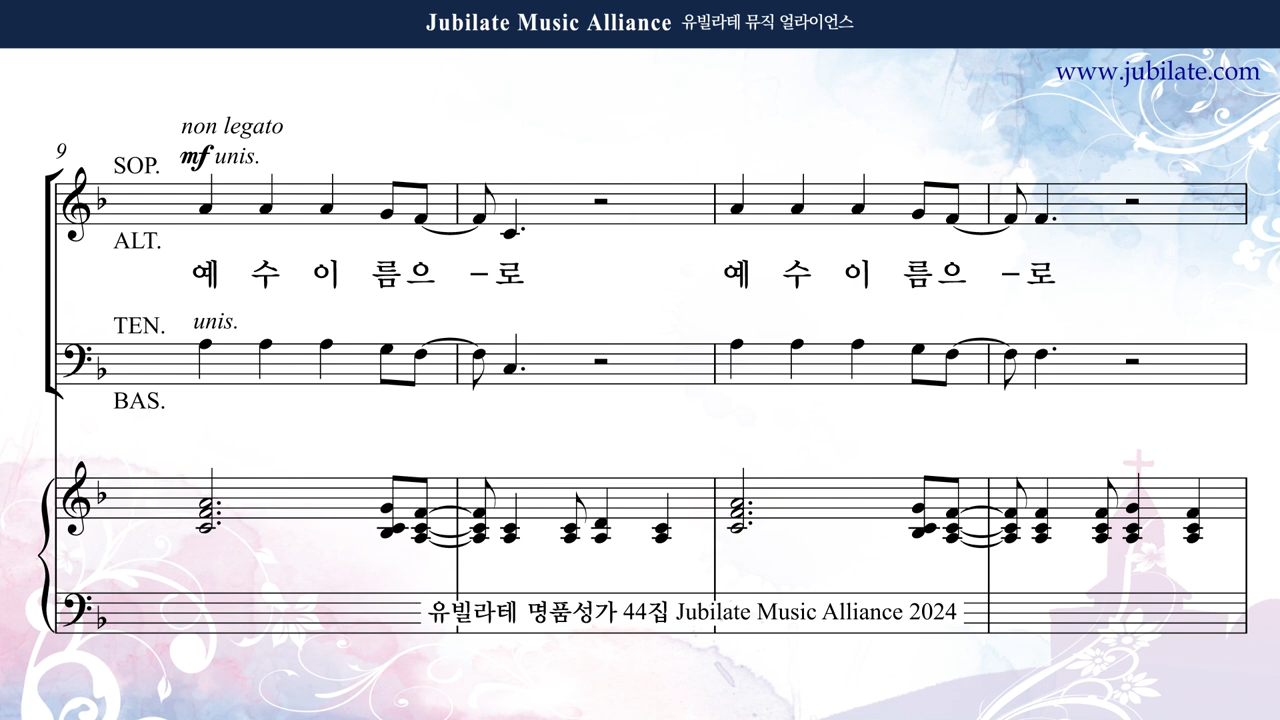 Jubilate Music Alliance 유빌라테 뮤직 얼라이언스
www.jubilate.com
non legato
9
SOP. mf unis.
ALT.
예 수 이 름으 –로 예 수 이 름으 –로
TEN. unis.
BAS.
유빌라테 명품성가 44집 Jubilate Music Alliance 2024